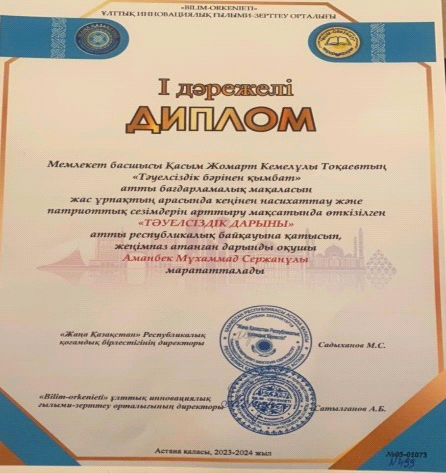 «BILIM-ORKENIETI»
ҰЛТТЫҚ ИННОВАЦИЯЛЫҚ ҒЫЛЫМИ-ЗЕРТТЕУ ОРТАЛЫҒЫ
I дәрежелі
ДИПЛОМ
Мемлекет басшысы Қасым Жомарт Кемелұлы Тоқаевтың
«Тәуелсіздік бәрінен қымбат»
атты бағдарламалық мақаласын
жас ұрпақтың арасында кеңінен насихаттау және
патриоттық сезімдерін арттыру мақсатында өткізілген
«ТӘУЕЛСІЗДІК ДАРЫНЫ»
атты республикалық байқауына қатысып,
жеңімпаз атанған дарынды оқушы
Аманбек Мұхаммад Сержанұлы
марапатталады
«Жаңа Қазақстан» Республикалық
қоғамдық бірлестігінің директоры
Садыханов М.С.
«Bilim-orkenieti» ұлттық инновациялық
ғылыми-зерттеу орталығының директоры
Сатылганов А.Б.
Астана қаласы, 2023-2024 жыл
№05-01073
N499